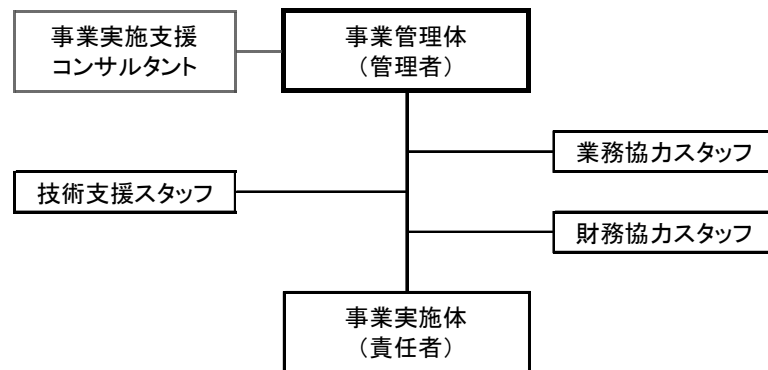 事業実施支援
コンサルタント
事業管理体
（管理者）
業務協力スタッフ
技術支援スタッフ
財務協力スタッフ
事業実施体
（責任者）